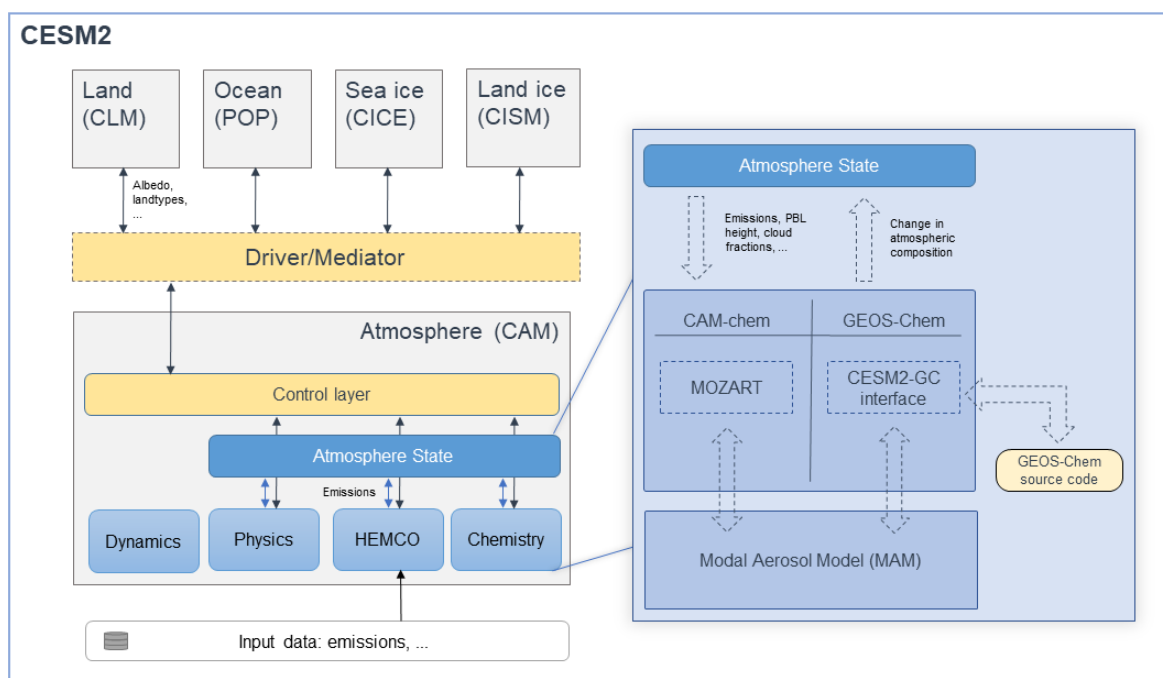 CESM2
Land
(CLM)
Ocean
(POP)
Sea ice
(CICE)
Land ice
(CISM)
Albedo,
landtypes,
...
Driver/Mediator
Atmosphere (CAM)
Control layer
Atmosphere State
Emissions
Dynamics
Physics
HEMCO
Chemistry
Input data: emissions, ...
Atmosphere State
Emissions, PBL
height, cloud
fractions, ...
Change in
atmospheric
composition
CAM-chem
GEOS-Chem
MOZART
CESM2-GC
interface
GEOS-Chem
source code
Modal Aerosol Model (MAM)